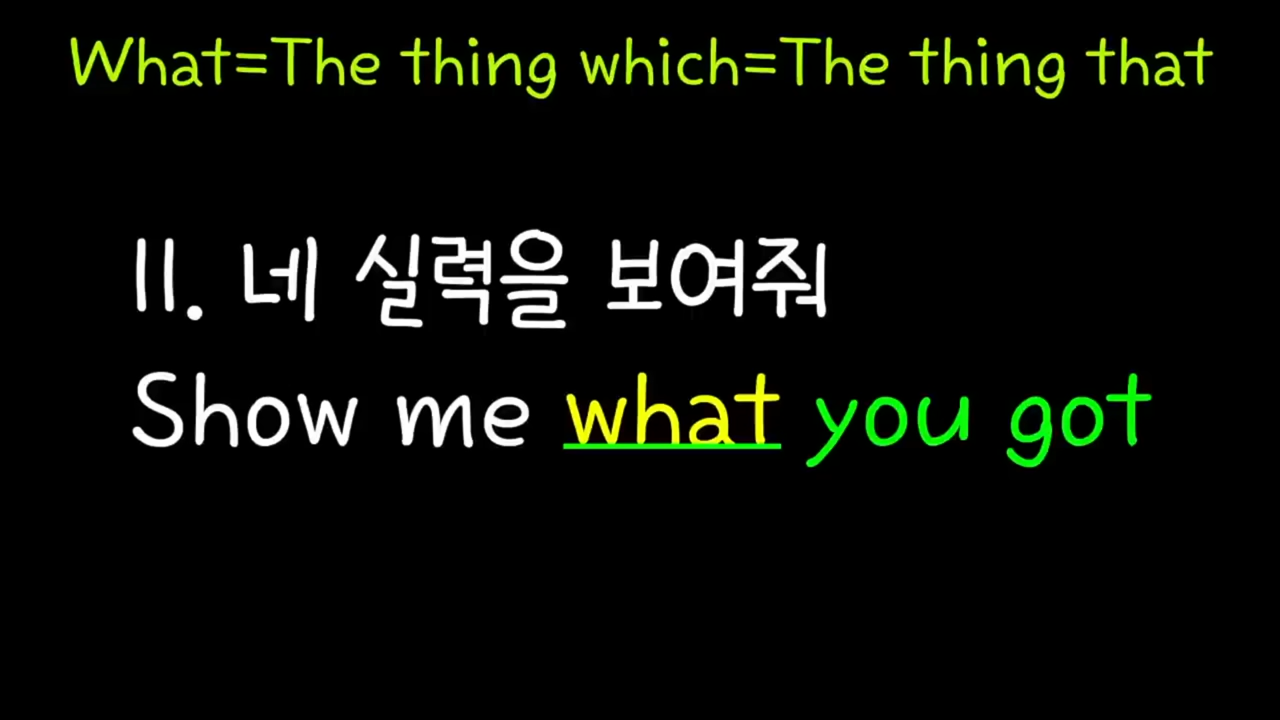 What=The thing which=The thing that
11. 네 실력을 보여줘
Show me what you got